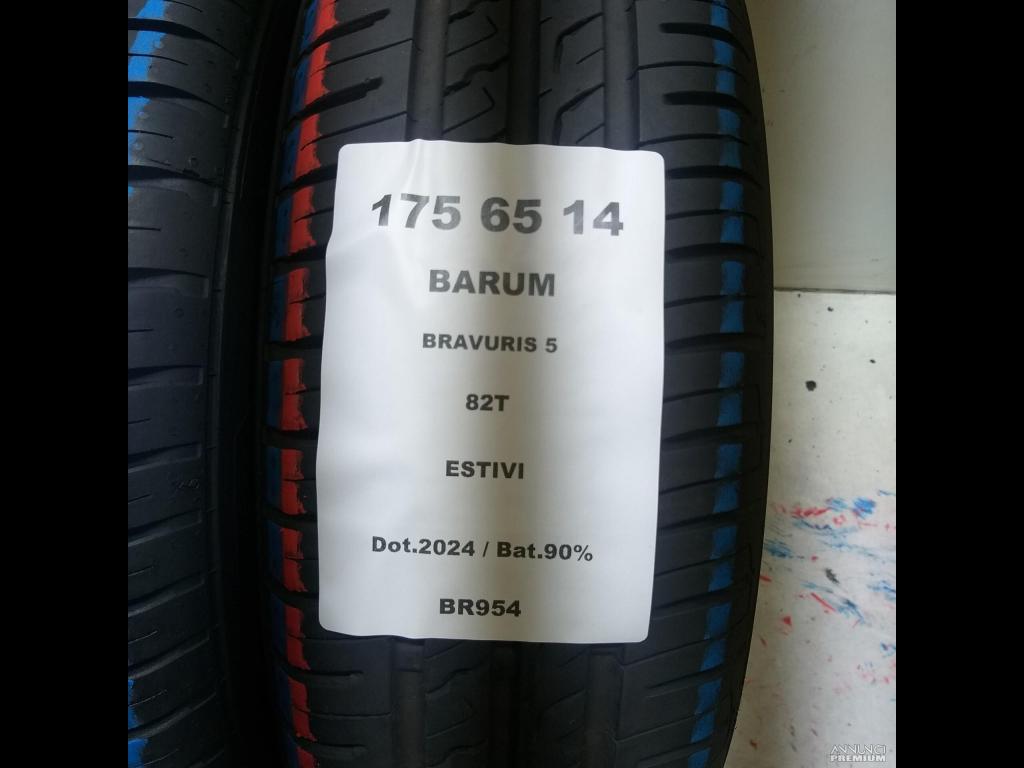 175 65 14
BARUM
BRAVURIS 5
82T
ESTIVI
Dot.2024 / Bat.90%
BR954
ANNUNCI
PREMIUM